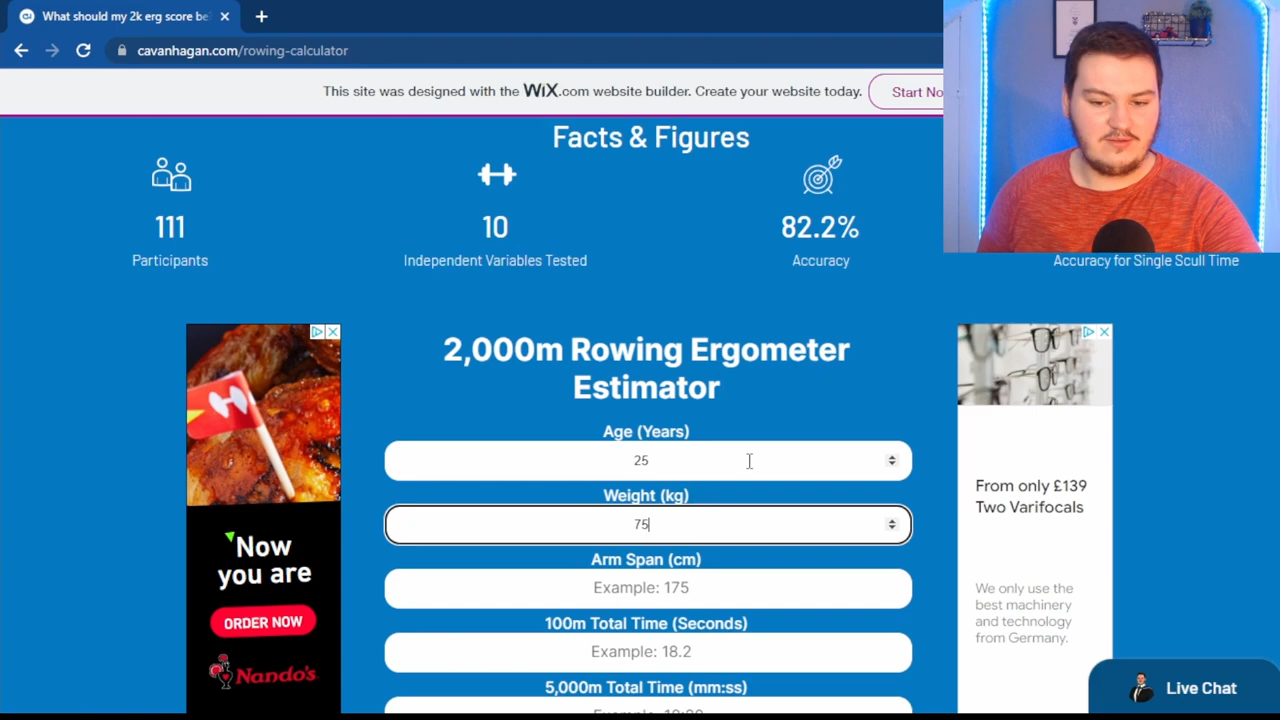 What should my 2k erg score be
cavanhagan.com/rowing-calculator
This site was designed with the WiX.com website builder. Create your website today.
Start No
Facts & Figures
111
Participants
10
Independent Variables Tested
82.2%
Accuracy
Accuracy for Single Scull Time
2,000m Rowing Ergometer
Estimator
Age (Years)
25
Weight (kg)
75
Arm Span (cm)
Example: 175
100m Total Time (Seconds)
Example: 18.2
5,000m Total Time (mm:ss)
Now
you are
ORDER NOW
Nando's
From only £139
Two Varifocals
We only use the
best machinery
and technology
from Germany.
Live Chat